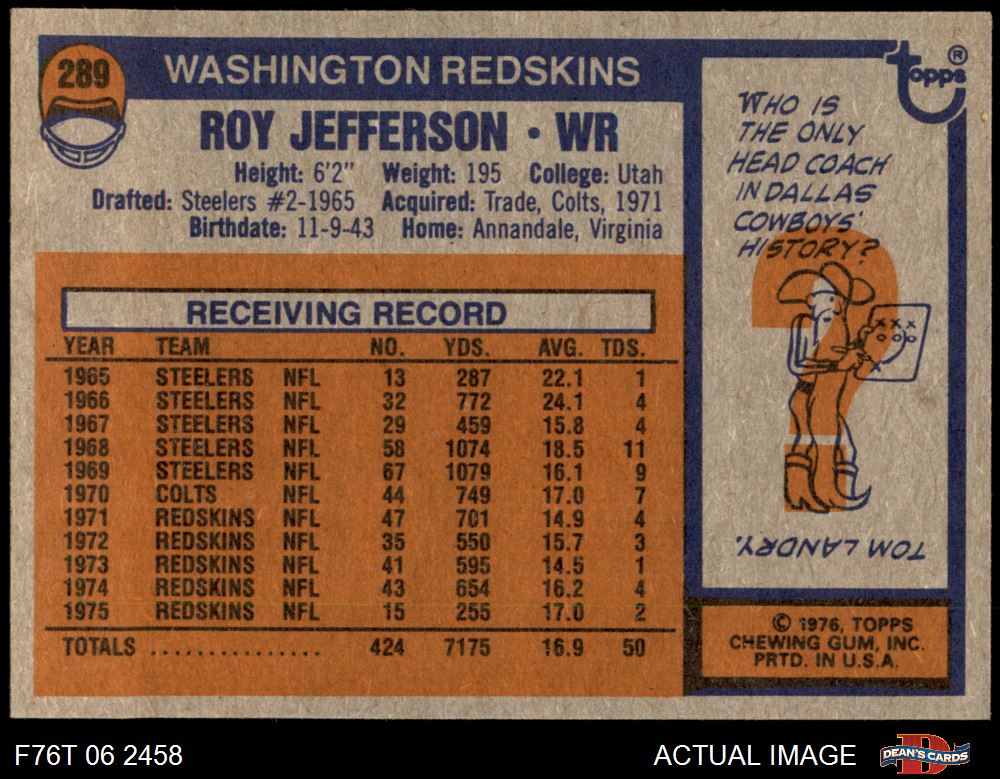 289
WASHINGTON REDSKINS
ROY JEFFERSON · WR
Height: 6'2" Weight: 195 College: Utah
Drafted: Steelers #2-1965 Acquired: Trade, Colts, 1971
Birthdate: 11-9-43 Home: Annandale, Virginia
RECEIVING RECORD
YEAR TEAM NO. YDS. AVG. TDS.
1965 STEELERS NFL 13 287 22.1 1
1966 STEELERS NFL 32 772 24.1 4
1967 STEELERS NFL 29 459 15.8 4
1968 STEELERS NFL 58 1074 18.5 11
1969 STEELERS NFL 67 1079 16.1 9
1970 COLTS NFL 44 749 17.0 7
1971 REDSKINS NFL 47 701 14.9 4
1972 REDSKINS NFL 35 550 15.7 3
1973 REDSKINS NFL 41 595 14.5 1
1974 REDSKINS NFL 43 654 16.2 4
1975 REDSKINS NFL 15 255 17.0 2
TOTALS ............... 424 7175 16.9 50
topps®
WHO IS
THE ONLY
HEAD COACH
IN DALLAS
COWBOYS'
HISTORY?
?
X X X
O O O
X
TOM LANDRY.
© 1976, TOPPS
CHEWING GUM, INC.
PRTD. IN U.S.A.
F76T 06 2458
ACTUAL IMAGE
DEAN'S CARDS